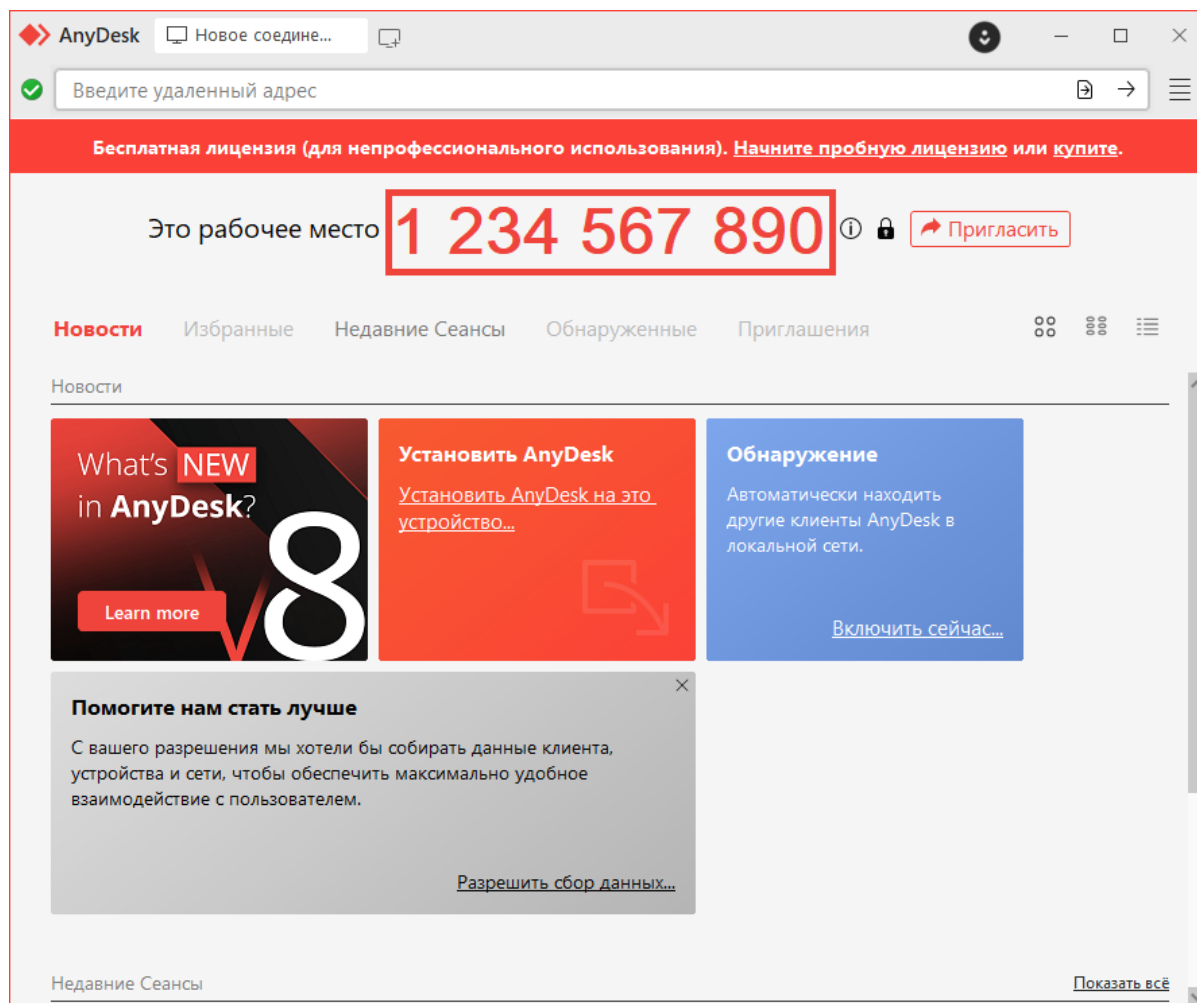 AnyDesk Новое соедине...
Введите удаленный адрес
Бесплатная лицензия (для непрофессионального использования). Начните пробную лицензию или купите.
Это рабочее место 1 234 567 890 Пригласить
Новости Избранные Недавние Сеансы Обнаруженные Приглашения
Новости
What's NEW
in AnyDesk?
V8
Learn more
Установить AnyDesk
Установить AnyDesk на это
устройство...
Обнаружение
Автоматически находить
другие клиенты AnyDesk в
локальной сети.
Включить сейчас...
Помогите нам стать лучше
С вашего разрешения мы хотели бы собирать данные клиента,
устройства и сети, чтобы обеспечить максимально удобное
взаимодействие с пользователем.
Разрешить сбор данных...
Недавние Сеансы Показать всё